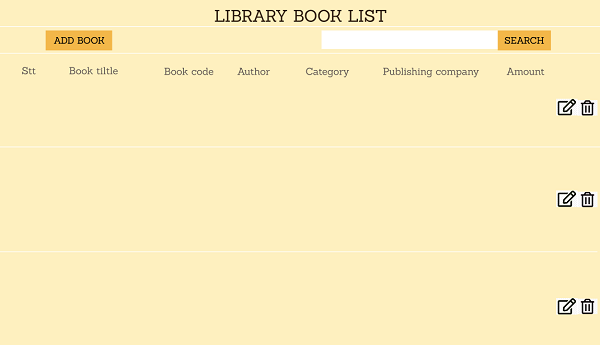 LIBRARY BOOK LIST
ADD BOOK SEARCH
Stt Book tiltle Book code Author Category Publishing company Amount